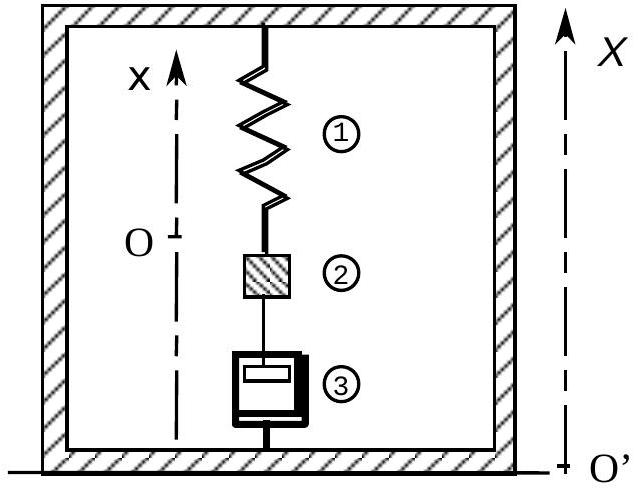 x
X
①
O
②
③
O’